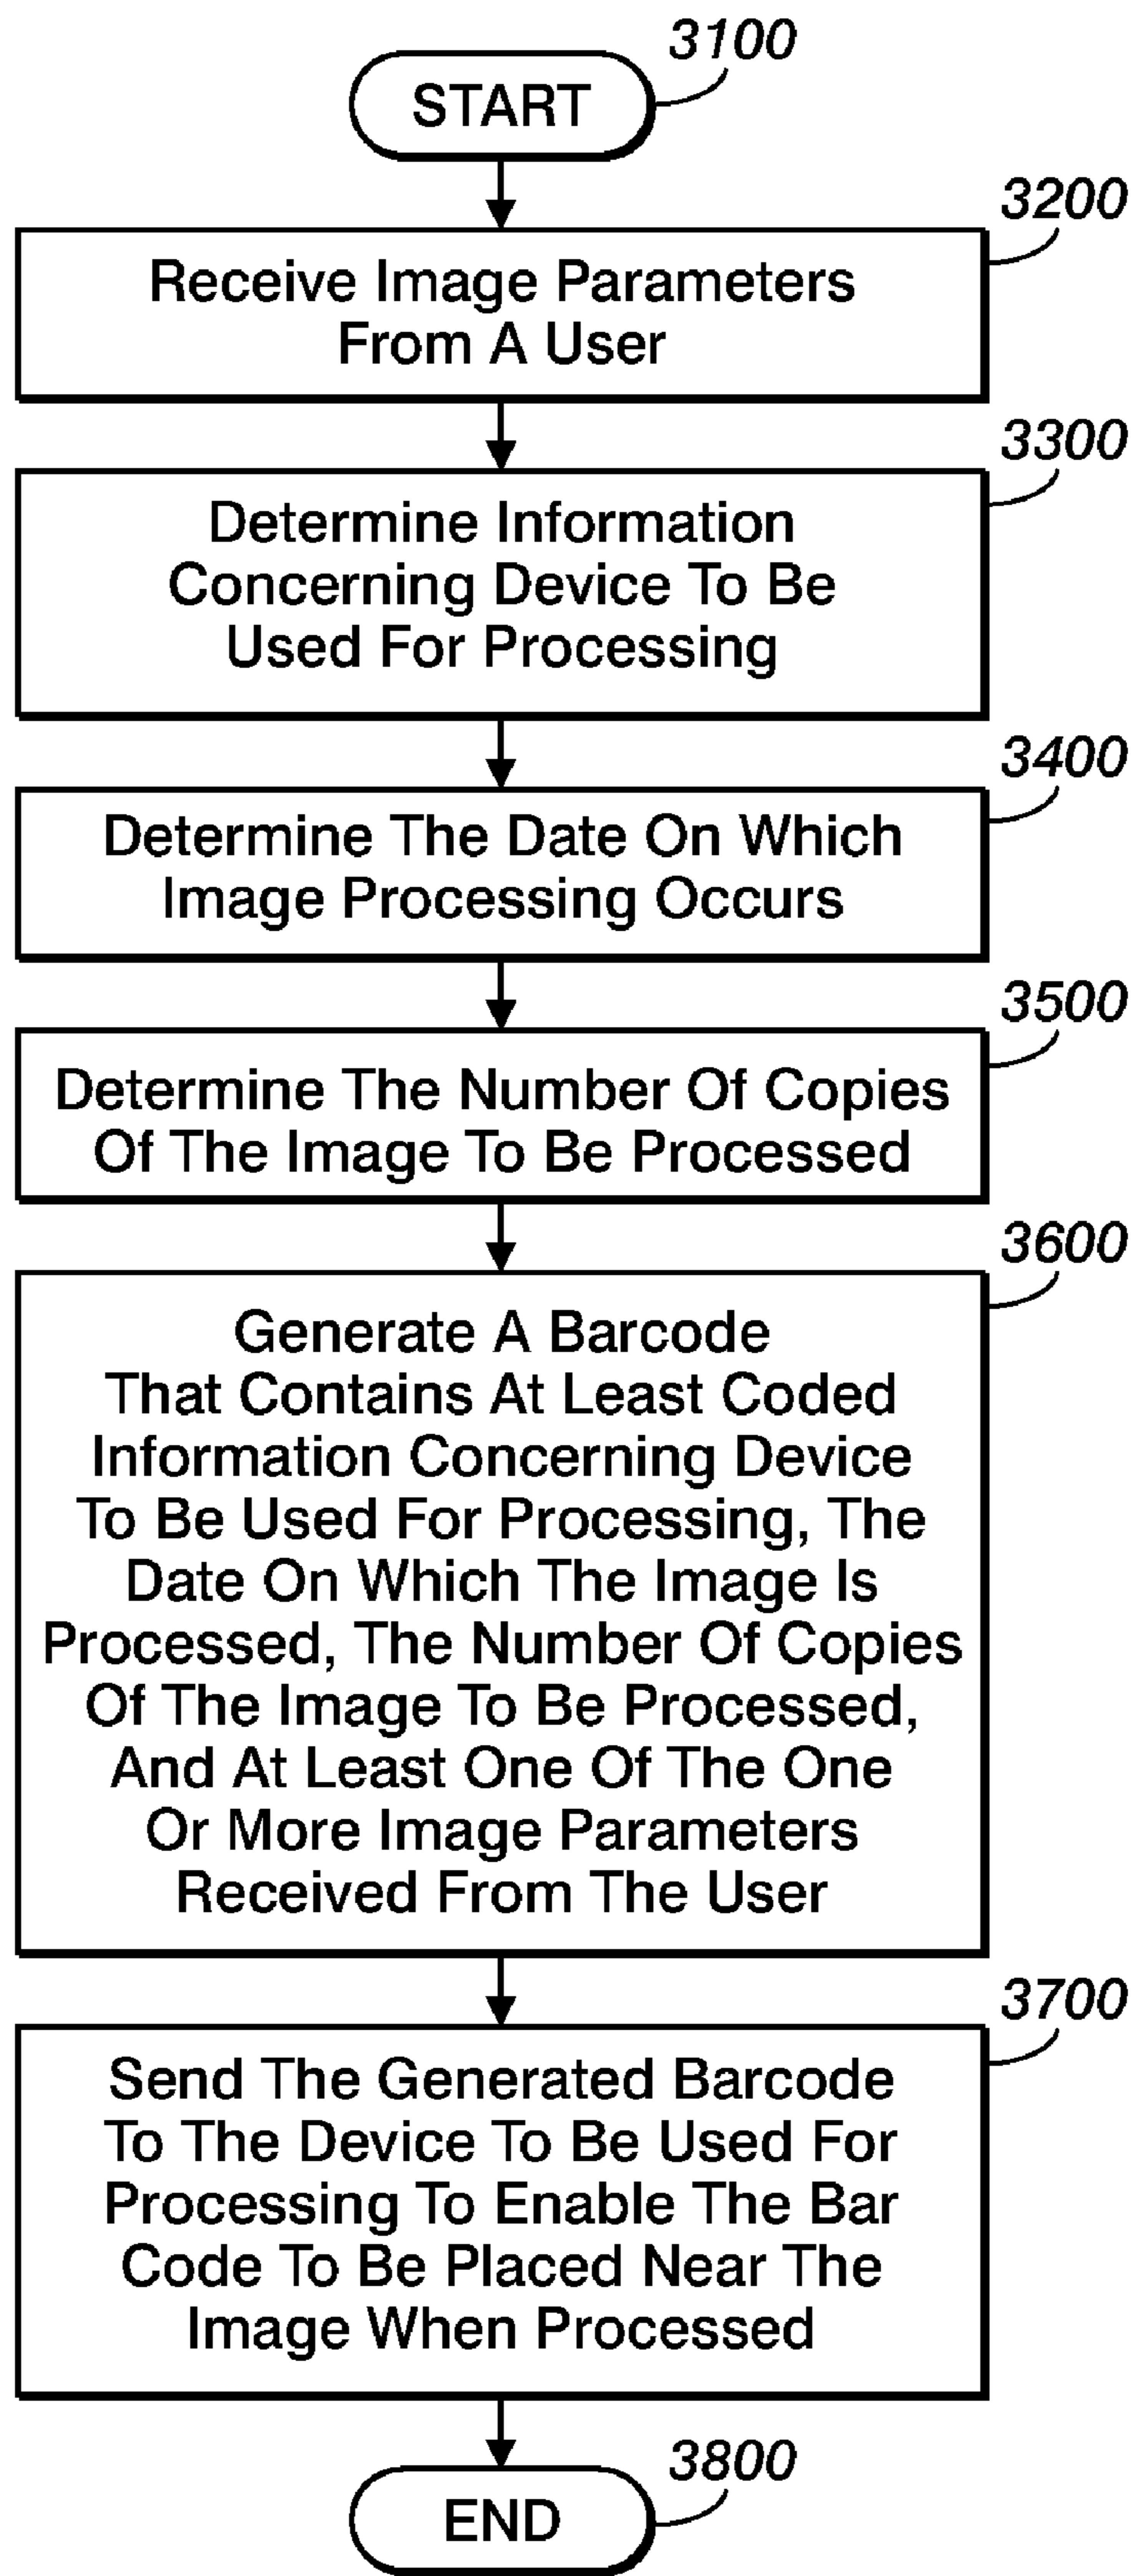 3100
START
3200
Receive Image Parameters
From A User
3300
Determine Information
Concerning Device To Be
Used For Processing
3400
Determine The Date On Which
Image Processing Occurs
3500
Determine The Number Of Copies
Of The Image To Be Processed
3600
Generate A Barcode
That Contains At Least Coded
Information Concerning Device
To Be Used For Processing, The
Date On Which The Image Is
Processed, The Number Of Copies
Of The Image To Be Processed,
And At Least One Of The One
Or More Image Parameters
Received From The User
3700
Send The Generated Barcode
To The Device To Be Used For
Processing To Enable The Bar
Code To Be Placed Near The
Image When Processed
3800
END